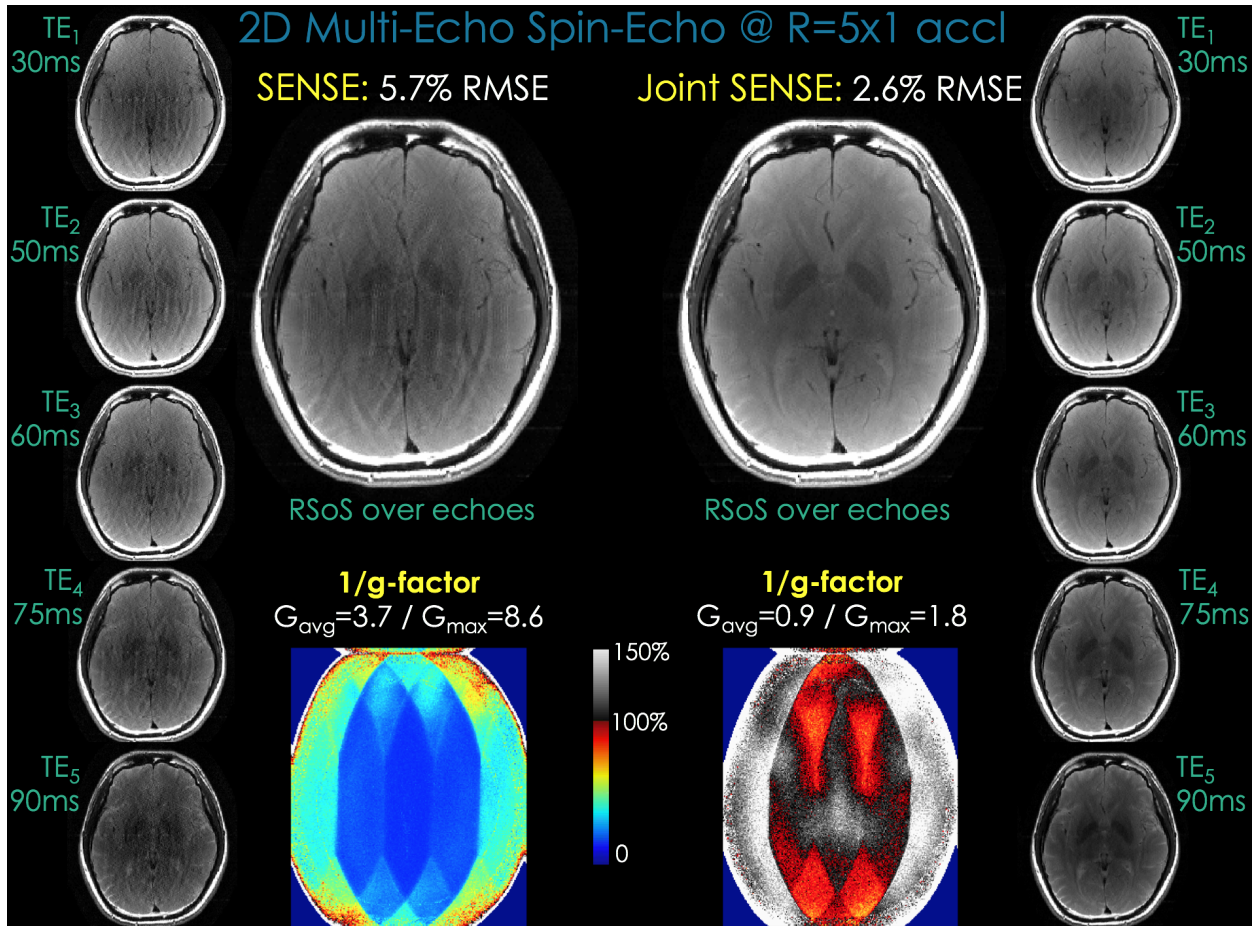 2D Multi-Echo Spin-Echo @ R=5x1 accl
SENSE: 5.7% RMSE
Joint SENSE: 2.6% RMSE
TE1
30ms
TE2
50ms
TE3
60ms
TE4
75ms
TE5
90ms
RSoS over echoes
1/g-factor
Gavg=3.7 / Gmax=8.6
RSoS over echoes
1/g-factor
Gavg=0.9 / Gmax=1.8
150%
100%
0
TE1
30ms
TE2
50ms
TE3
60ms
TE4
75ms
TE5
90ms